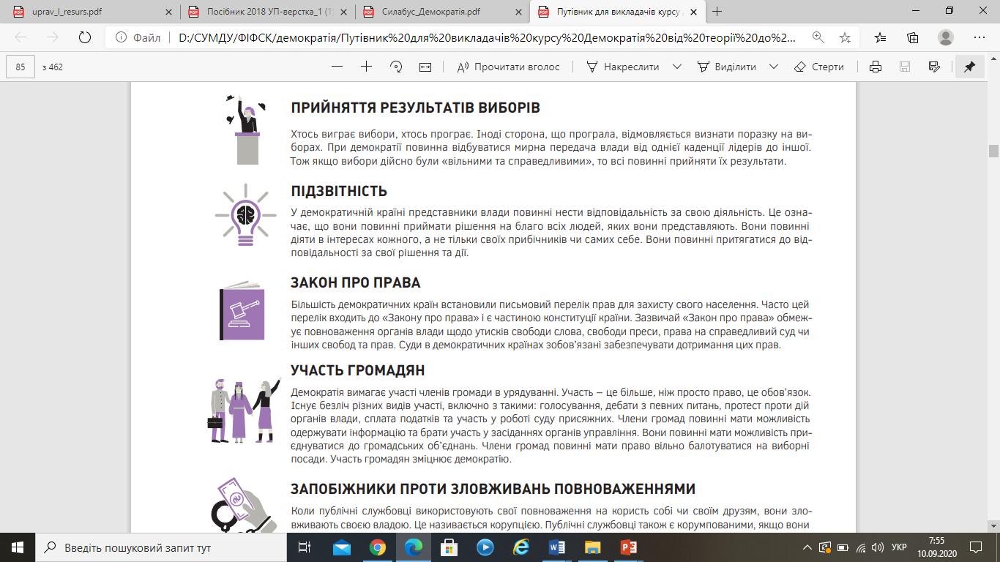 uprav_l_resurs.pdf
Посібник 2018 УП-верстка_1 (1)
Силабус_Демократія.pdf
Путівник для викладачів курсу
Файл
D:/СУМДУ/ФІФСК/демократія/Путівник%20для%20викладачів%20курсу%20Демократія%20від%20теорії%20до%2...
85
з 462
Прочитати вголос
Накреслити
Виділити
Стерти
ПРИЙНЯТТЯ РЕЗУЛЬТАТІВ ВИБОРІВ
Хтось виграє вибори, хтось програє. Іноді сторона, що програла, відмовляється визнати поразку на ви-
борах. При демократії повинна відбуватися мирна передача влади від однієї каденції лідерів до іншої.
Тож якщо вибори дійсно були «вільними та справедливими», то всі повинні прийняти їх результати.
ПІДЗВІТНІСТЬ
У демократичній країні представники влади повинні нести відповідальність за свою діяльність. Це озна-
чає, що вони повинні приймати рішення на благо всіх людей, яких вони представляють. Вони повинні
діяти в інтересах кожного, а не тільки своїх прибічників чи самих себе. Вони повинні притягатися до від-
повідальності за свої рішення та дії.
ЗАКОН ПРО ПРАВА
Більшість демократичних країн встановили письмовий перелік прав для захисту свого населення. Часто цей
перелік входить до «Закону про права» і є частиною конституції країни. Зазвичай «Закон про права» обмеж-
ує повноваження органів влади щодо утисків свободи слова, свободи преси, права на справедливий суд чи
інших свобод та прав. Суди в демократичних країнах зобов’язані забезпечувати дотримання цих прав.
УЧАСТЬ ГРОМАДЯН
Демократія вимагає участі членів громади в урядуванні. Участь – це більше, ніж просто право, це обов’язок.
Існує безліч різних видів участі, включно з такими: голосування, дебати з певних питань, протест проти дій
органів влади, сплата податків та участь у роботі суду присяжних. Члени громад повинні мати можливість
одержувати інформацію та брати участь у засіданнях органів управління. Вони повинні мати можливість при-
єднуватися до громадських об’єднань. Члени громад повинні мати право вільно балотуватися на виборні
посади. Участь громадян зміцнює демократію.
ЗАПОБІЖНИКИ ПРОТИ ЗЛОВЖИВАНЬ ПОВНОВАЖЕННЯМИ
Коли публічні службовці використовують свої повноваження на користь собі чи своїм друзям, вони зло-
вживають своєю владою. Це називається корупцією. Публічні службовці також є корумпованими, якщо вони
Введіть пошуковий запит тут
УКР
7:55
10.09.2020